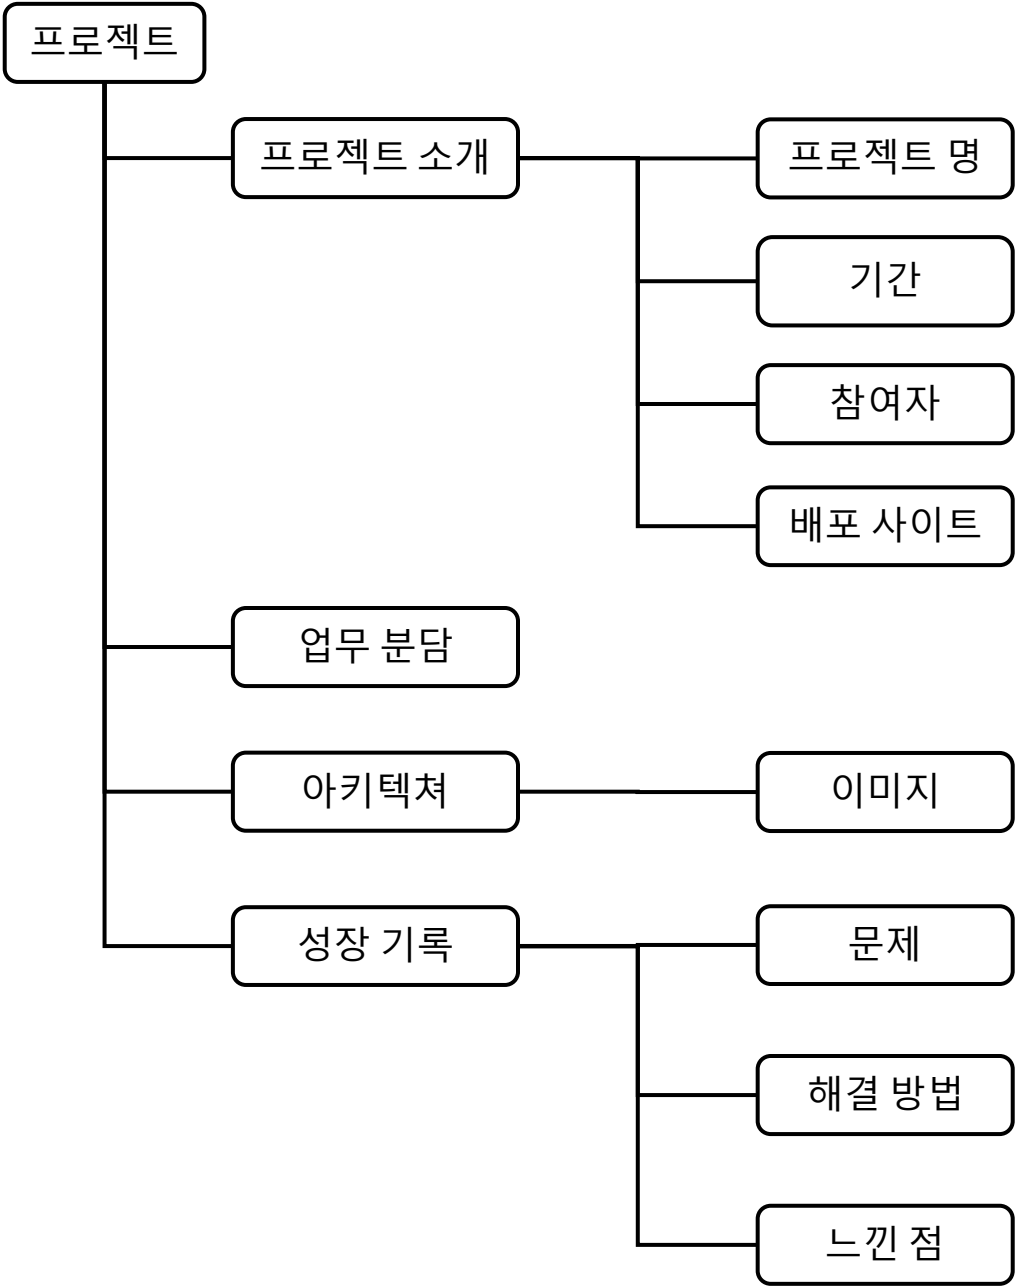 프로젝트
프로젝트 소개
프로젝트 명
기간
참여자
배포 사이트
업무 분담
아키텍쳐
이미지
성장 기록
문제
해결 방법
느낀 점